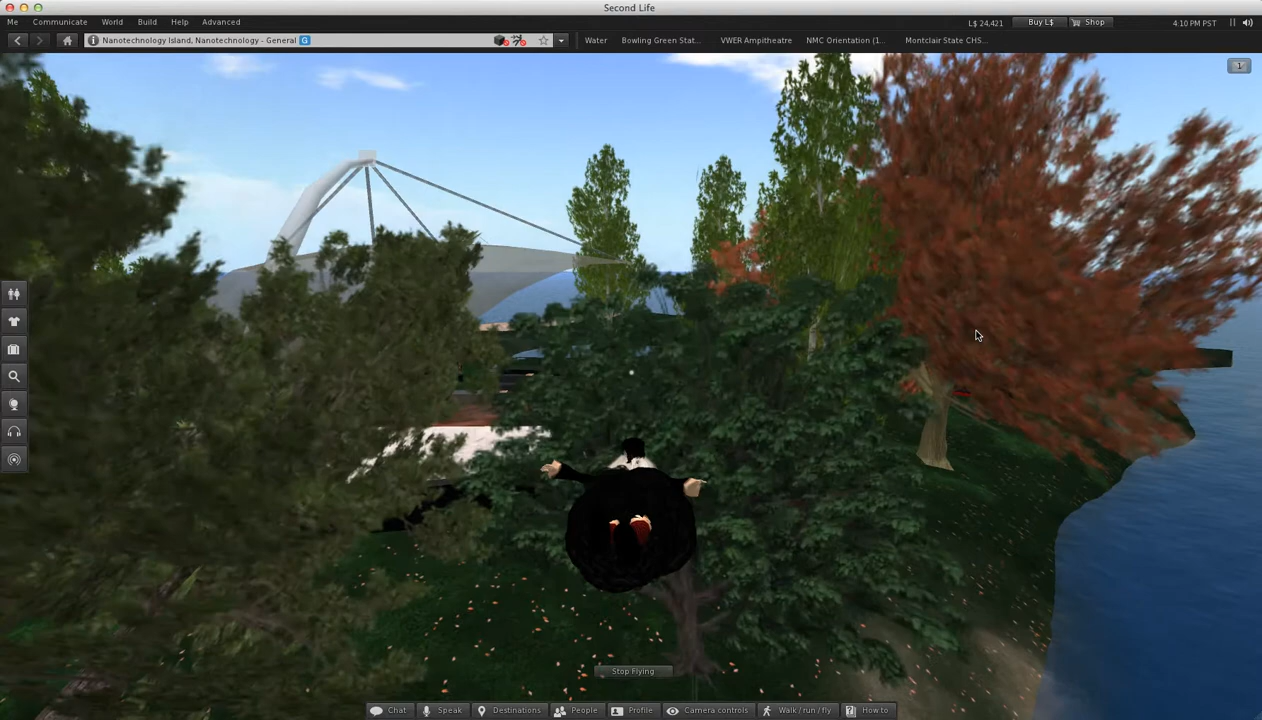 Second Life
Me Communicate World Build Help Advanced L$ 24,421 Buy L$ Shop 4:10 PM PST
Nanotechnology Island, Nanotechnology - General G Water Bowling Green Stat... VWER Ampitheatre NMC Orientation (1... Montclair State CHS...
1
Stop Flying
Chat Speak Destinations People Profile Camera controls Walk / run / fly How to